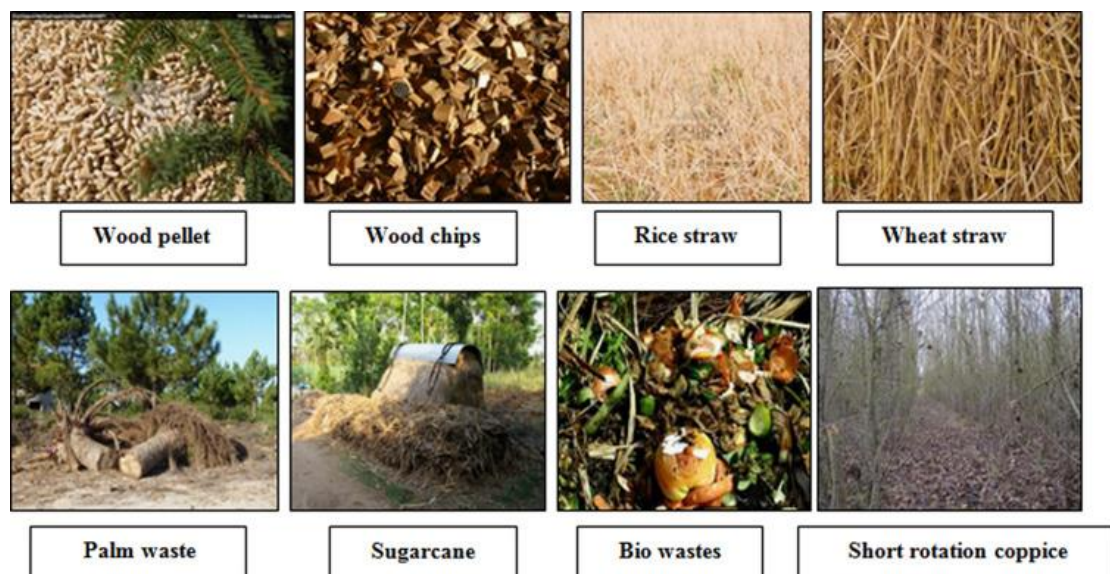 Wood pellet
Wood chips
Rice straw
Wheat straw
Palm waste
Sugarcane
Bio wastes
Short rotation coppice